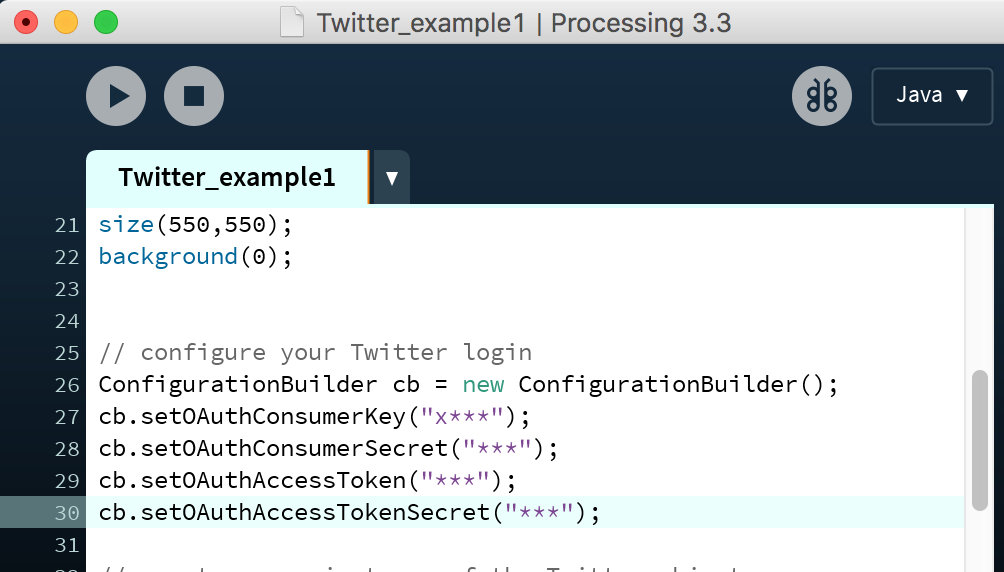 Twitter_example1 | Processing 3.3
Java ▼
Twitter_example1 ▼
21 size(550,550);
22 background(0);
23
24
25 // configure your Twitter login
26 ConfigurationBuilder cb = new ConfigurationBuilder();
27 cb.setOAuthConsumerKey("x***");
28 cb.setOAuthConsumerSecret("***");
29 cb.setOAuthAccessToken("***");
30 cb.setOAuthAccessTokenSecret("***");
31